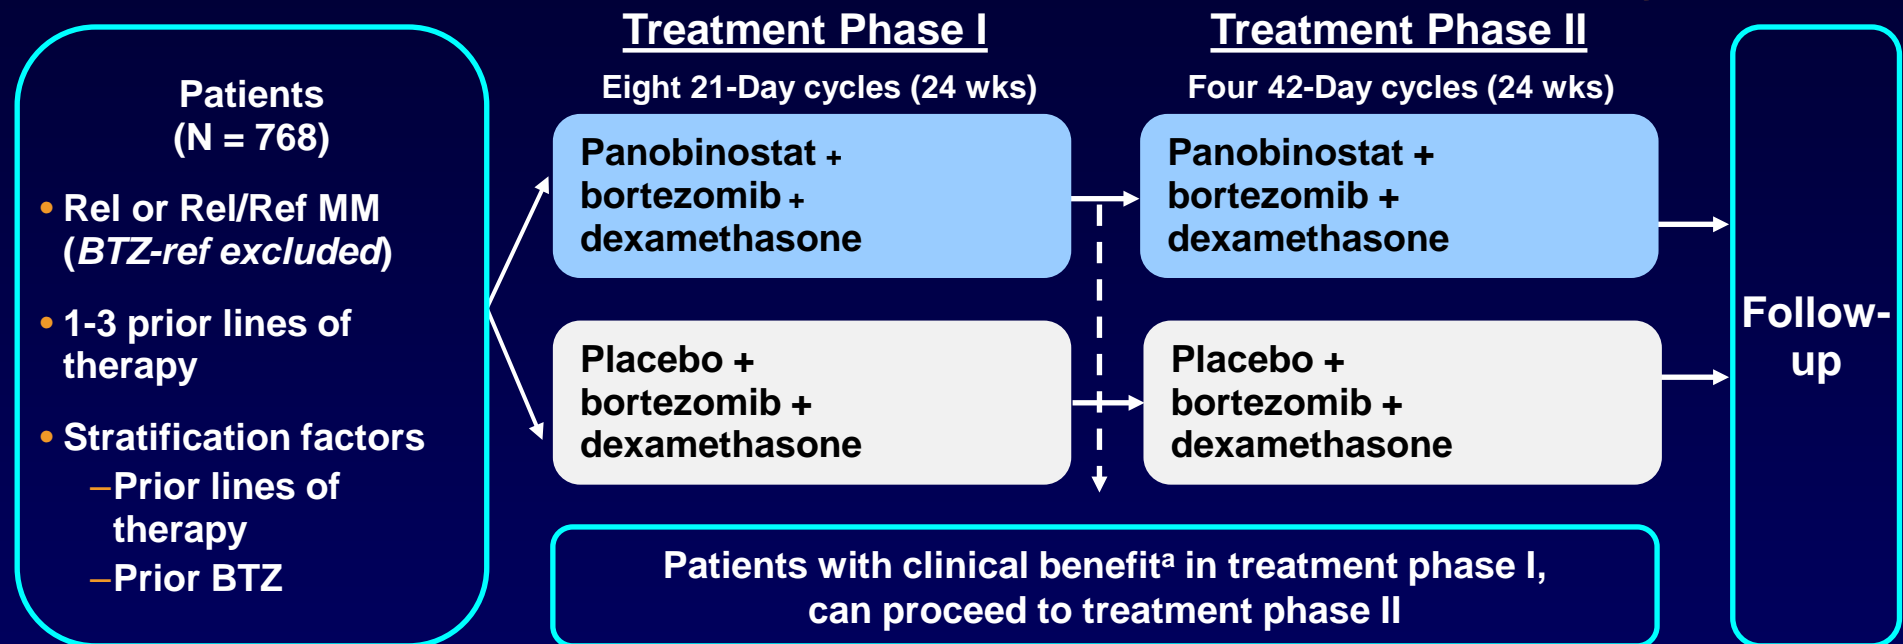 Patients
(N = 768)
• Rel or Rel/Ref MM
(BTZ-ref excluded)
• 1-3 prior lines of
therapy
• Stratification factors
–Prior lines of
therapy
–Prior BTZ
Treatment Phase I
Eight 21-Day cycles (24 wks)
Panobinostat +
bortezomib +
dexamethasone
Placebo +
bortezomib +
dexamethasone
Treatment Phase II
Four 42-Day cycles (24 wks)
Panobinostat +
bortezomib +
dexamethasone
Placebo +
bortezomib +
dexamethasone
Patients with clinical benefitᵃ in treatment phase I,
can proceed to treatment phase II
Follow-
up